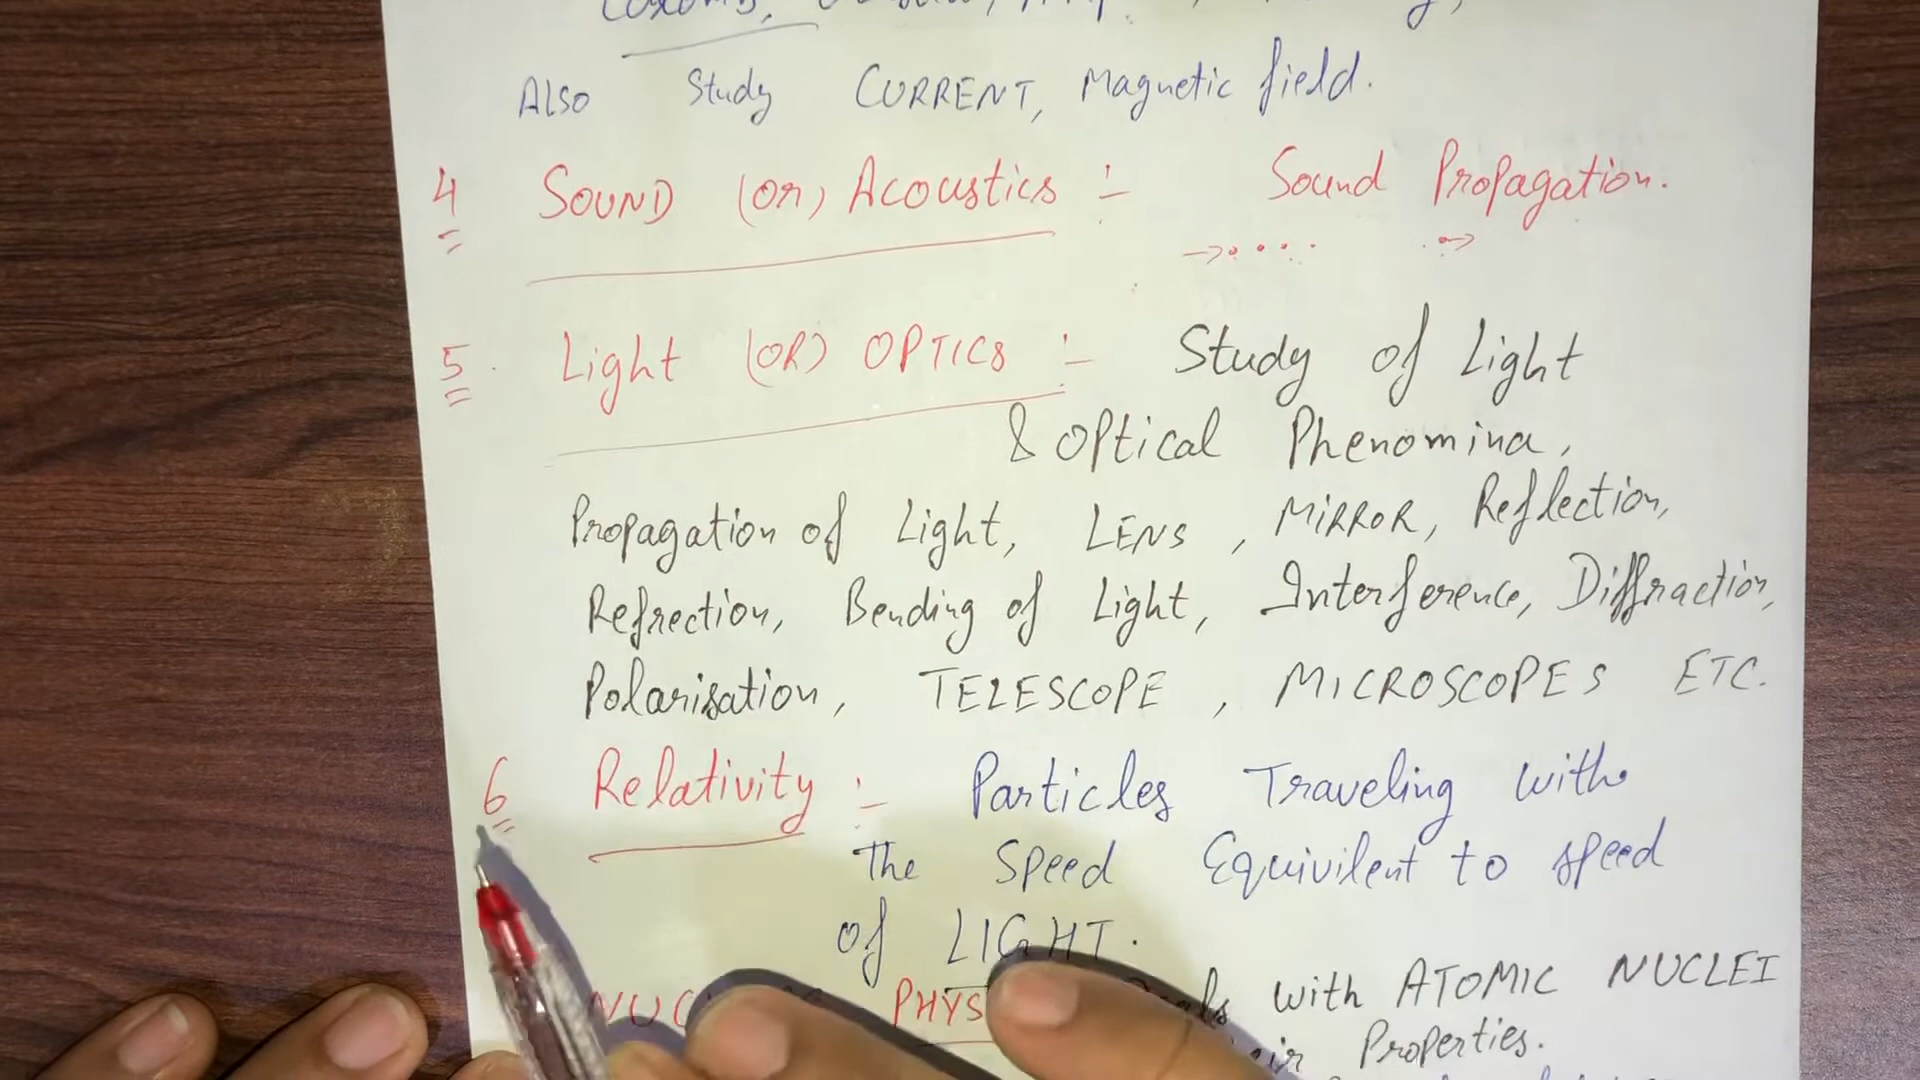 Also Study CURRENT, Magnetic field.
4 SOUND (or) Acoustics :- Sound Propagation.
5. Light (OR) OPTICS :- Study of Light
& Optical Phenomina,
Propagation of Light, LENS, MIRROR, Reflection,
Refrection, Bending of Light, Interference, Diffraction,
Polarisation, TELESCOPE, MICROSCOPES ETC.
6 Relativity :- Particles Traveling with
The Speed Equivilent to speed
of LIGHT.
with ATOMIC NUCLEI
Properties.